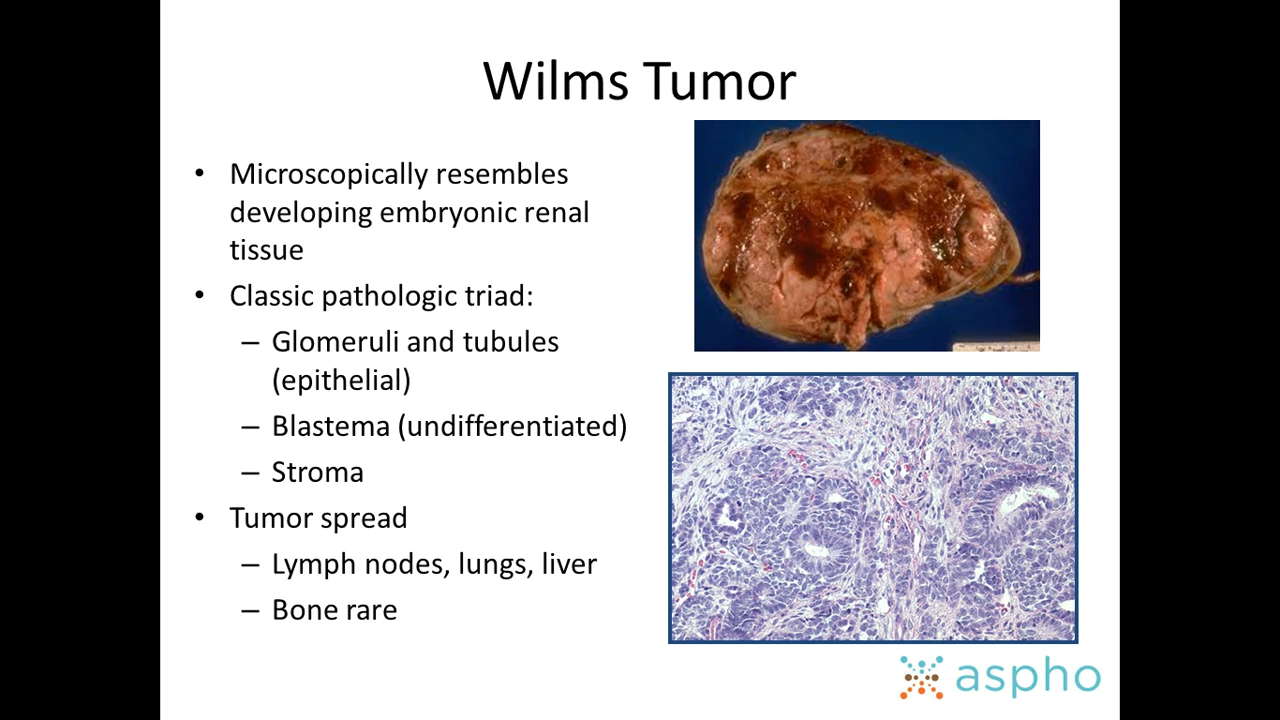 Wilms Tumor
• Microscopically resembles
developing embryonic renal
tissue
• Classic pathologic triad:
– Glomeruli and tubules
(epithelial)
– Blastema (undifferentiated)
– Stroma
• Tumor spread
– Lymph nodes, lungs, liver
– Bone rare
aspho